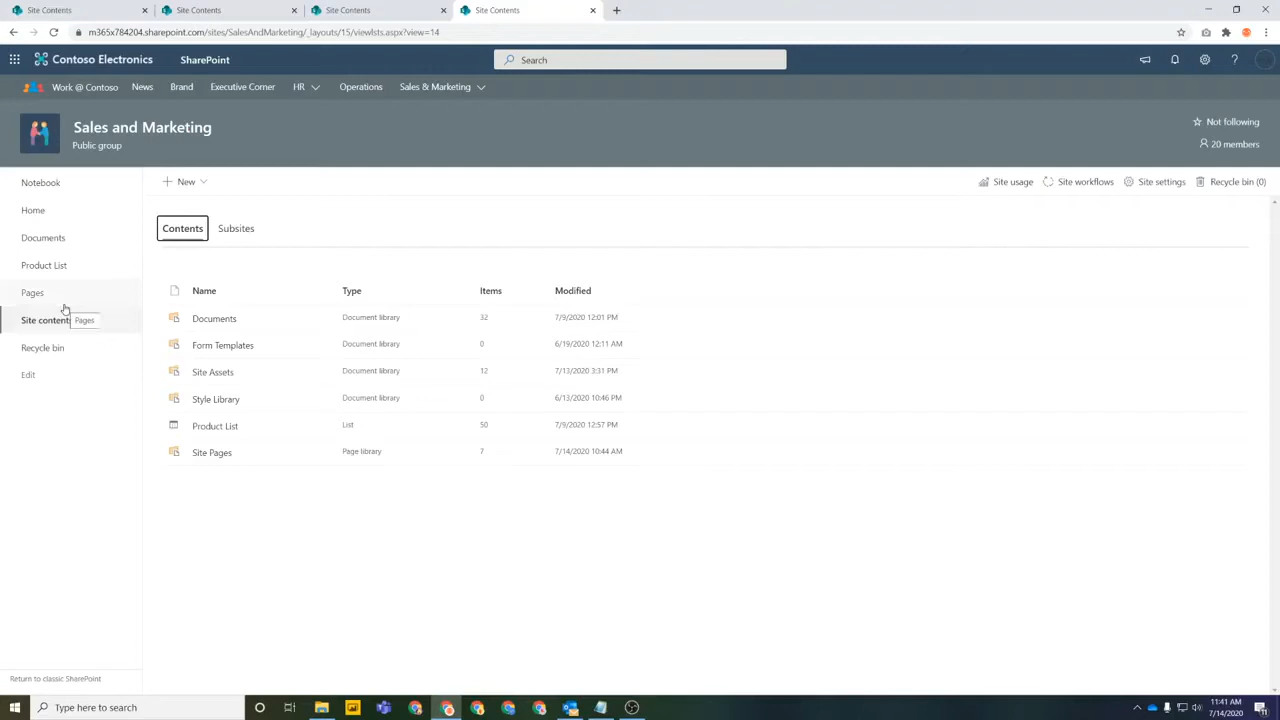 Site Contents
Site Contents
Site Contents
Site Contents
m365x784204.sharepoint.com/sites/SalesAndMarketing/_layouts/15/viewlsts.aspx?view=14
Contoso Electronics
SharePoint
Search
Work @ Contoso
News
Brand
Executive Corner
HR
Operations
Sales & Marketing
Sales and Marketing
Public group
Not following
20 members
Notebook
Home
Documents
Product List
Pages
Site content
Pages
Recycle bin
Edit
Return to classic SharePoint
New
Site usage
Site workflows
Site settings
Recycle bin (0)
Contents
Subsites
Name Type Items Modified
Documents Document library 32 7/9/2020 12:01 PM
Form Templates Document library 0 6/19/2020 12:11 AM
Site Assets Document library 12 7/13/2020 3:31 PM
Style Library Document library 0 6/13/2020 10:46 PM
Product List List 50 7/9/2020 12:57 PM
Site Pages Page library 7 7/14/2020 10:44 AM
Type here to search
11:41 AM
7/14/2020